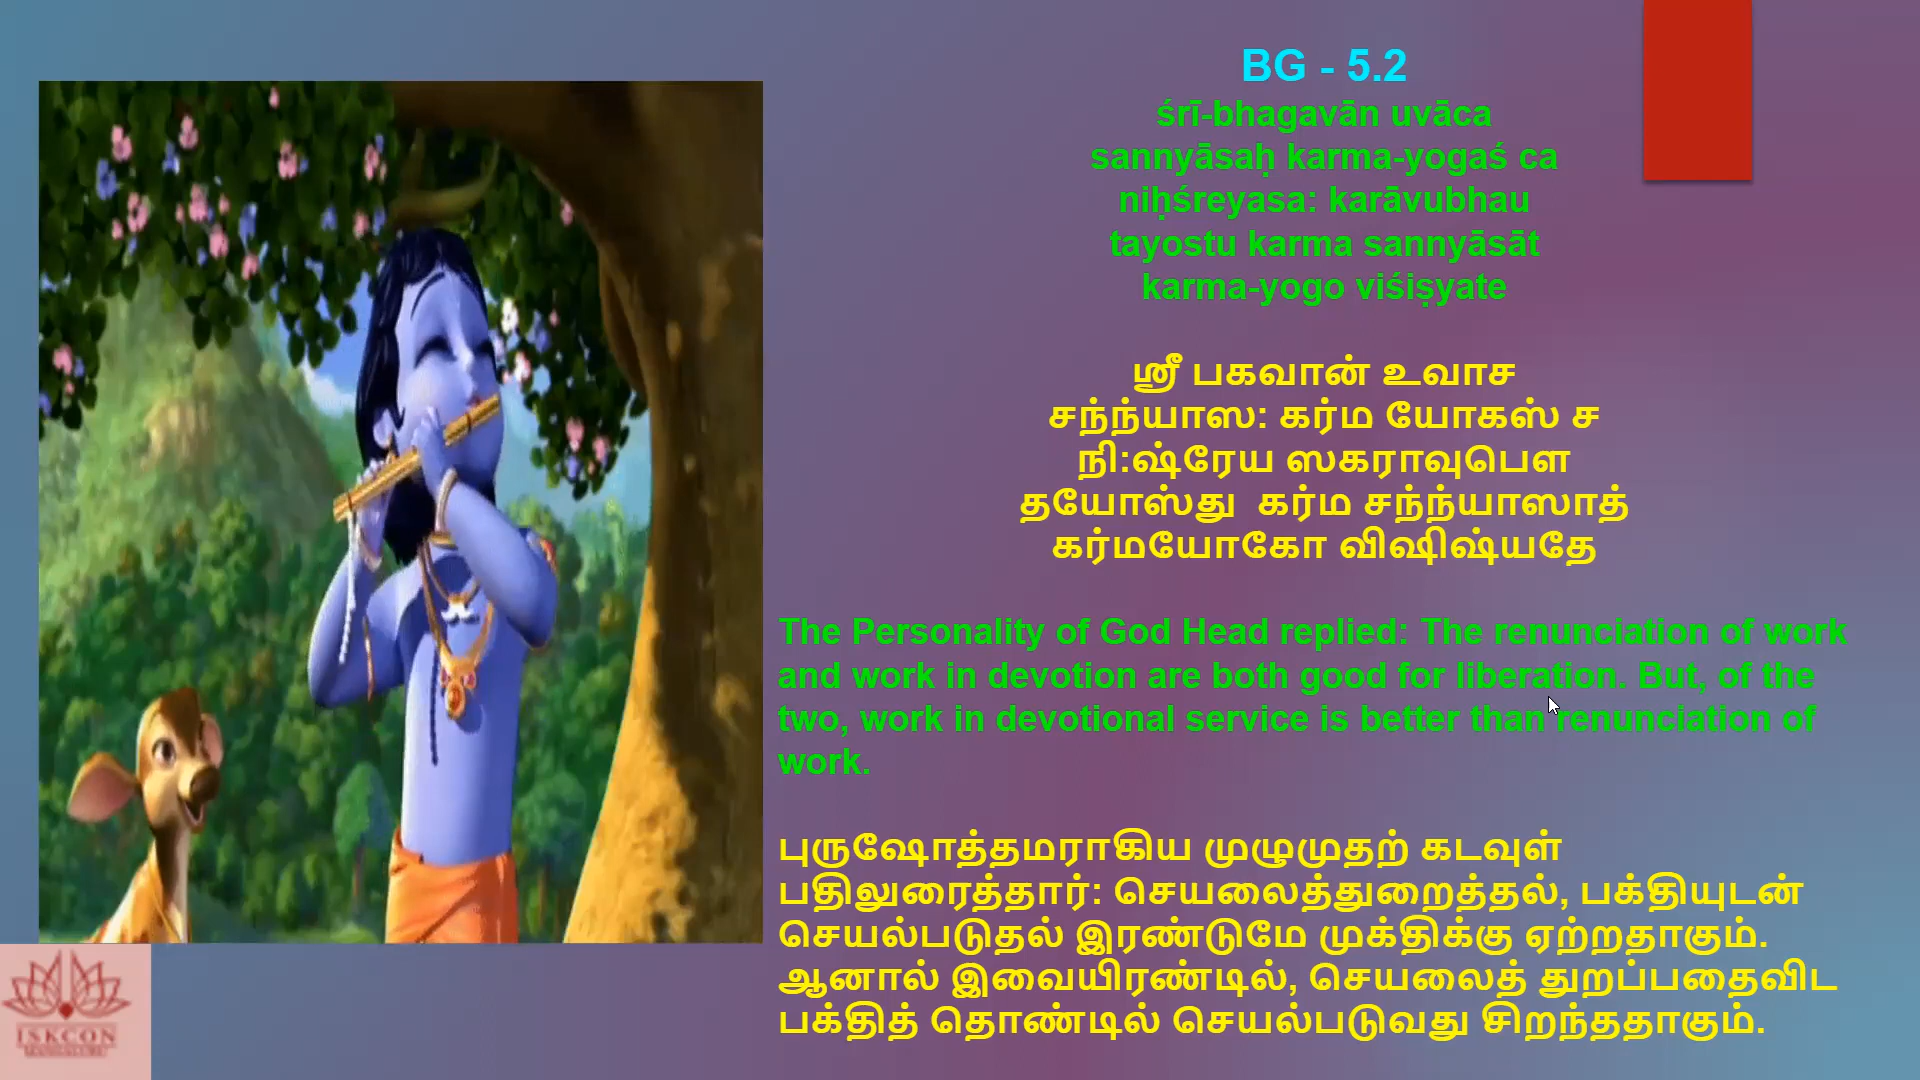 BG - 5.2
śrī-bhagavān uvāca
sannyāsaḥ karma-yogaś ca
niḥśreyasa: karāvubhau
tayostu karma sannyāsāt
karma-yogo viśiṣyate
ஸ்ரீ பகவான் உவாச
சந்ந்யாஸ: கர்ம யோகஸ் ச
நி:ஷ்ரேய ஸகராவுபௌ
தயோஸ்து கர்ம சந்ந்யாஸாத்
கர்மயோகோ விஷிஷ்யதே
The Personality of God Head replied: The renunciation of work
and work in devotion are both good for liberation. But, of the
two, work in devotional service is better than renunciation of
work.
புருஷோத்தமராகிய முழுமுதற் கடவுள்
பதிலுரைத்தார்: செயலைத்துறைத்தல், பக்தியுடன்
செயல்படுதல் இரண்டுமே முக்திக்கு ஏற்றதாகும்.
ஆனால் இவையிரண்டில், செயலைத் துறப்பதைவிட
பக்தித் தொண்டில் செயல்படுவது சிறந்ததாகும்.
ISKCON